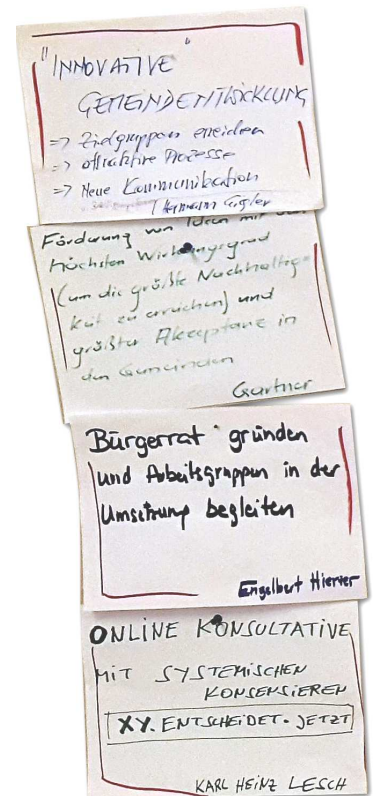 "INNOVATIVE"
GEMEINDENTWICKLUNG
=> Zielgruppen erreichen
=> attraktive Prozesse
=> Neue Kommunikation
Hermann Gigler
Förderung von Ideen mit dem
höchsten Wirkungsgrad
(um die größte Nachhaltig-
keit zu erreichen) und
größter Akzeptanz in
den Gemeinden
Gartner
Bürgerrat gründen
und Arbeitsgruppen in der
Umsetzung begleiten
Engelbert Hierzer
ONLINE KONSULTATIVE
MIT SYSTEMISCHEN
KONSENSIEREN
XY.ENTSCHEIDET.JETZT
KARL HEINZ LESCH